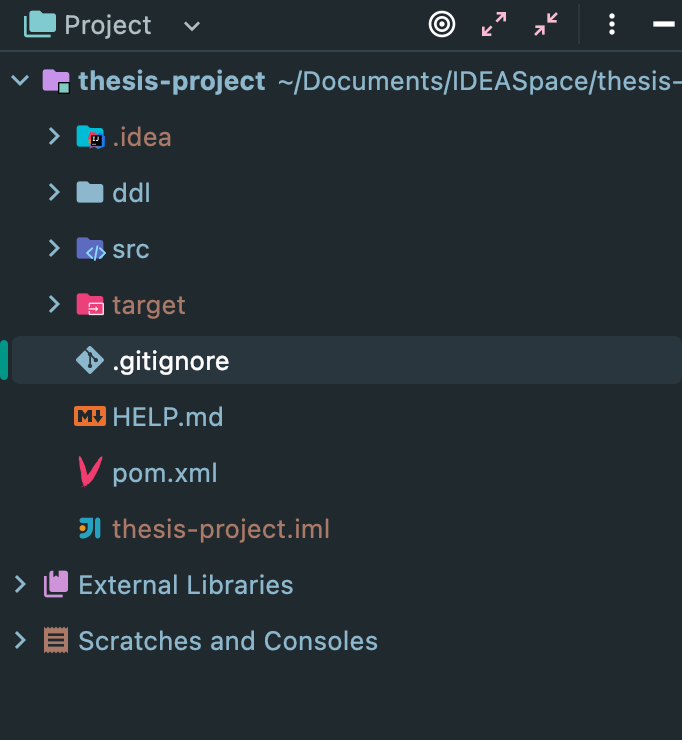 Project
thesis-project ~/Documents/IDEASpace/thesis-
.idea
ddl
src
target
.gitignore
HELP.md
pom.xml
thesis-project.iml
External Libraries
Scratches and Consoles